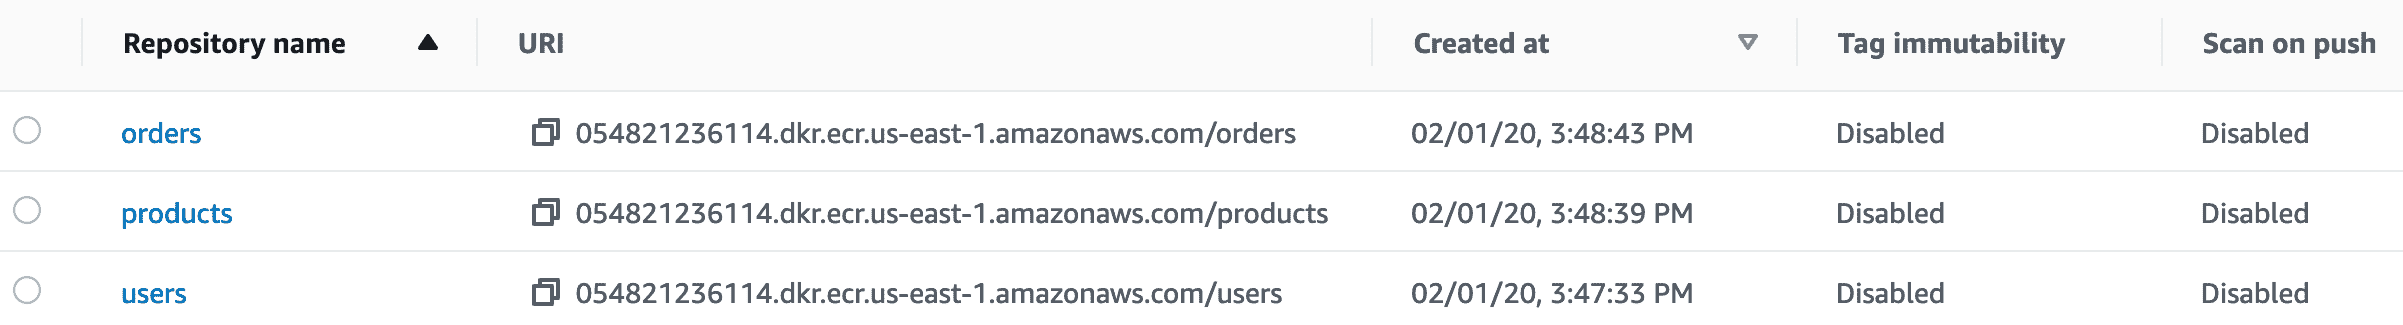 Repository name URI Created at Tag immutability Scan on push
orders 054821236114.dkr.ecr.us-east-1.amazonaws.com/orders 02/01/20, 3:48:43 PM Disabled Disabled
products 054821236114.dkr.ecr.us-east-1.amazonaws.com/products 02/01/20, 3:48:39 PM Disabled Disabled
users 054821236114.dkr.ecr.us-east-1.amazonaws.com/users 02/01/20, 3:47:33 PM Disabled Disabled